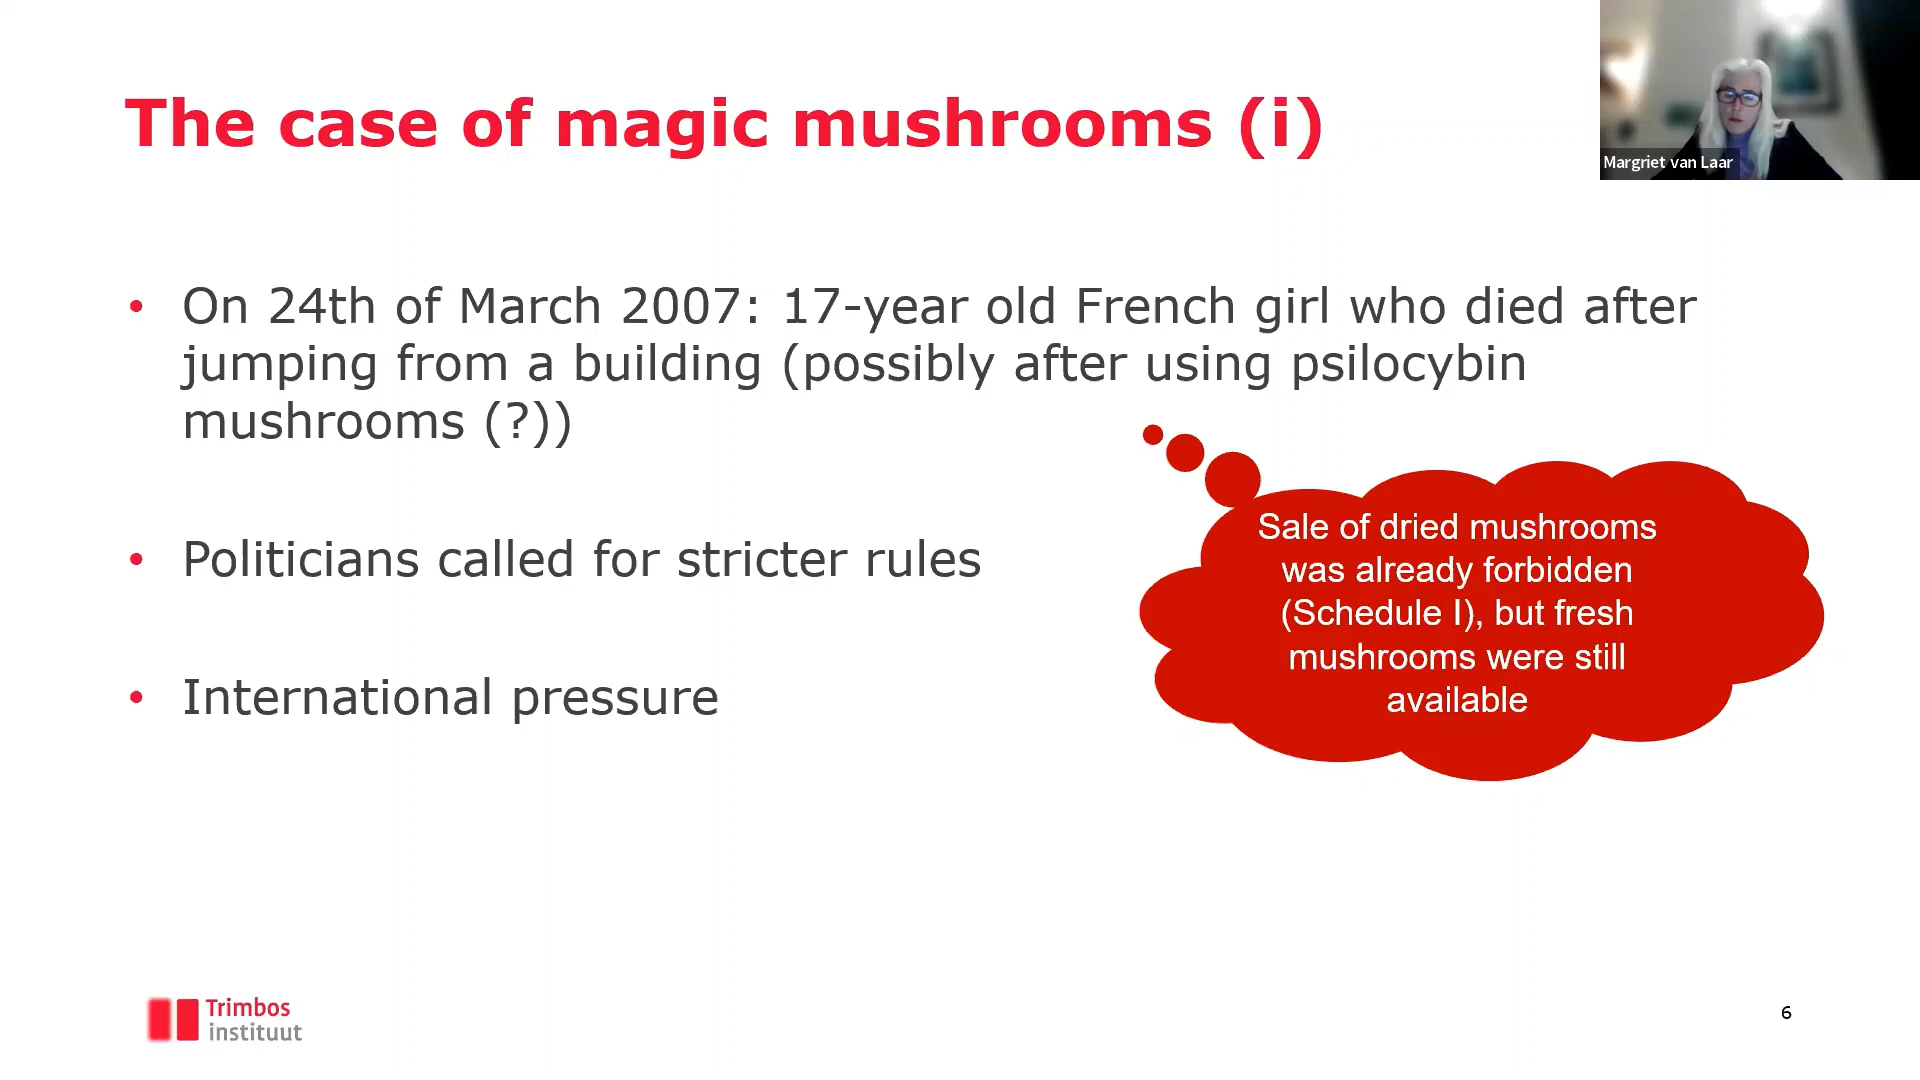 The case of magic mushrooms (i)
Margriet van Laar
• On 24th of March 2007: 17-year old French girl who died after
jumping from a building (possibly after using psilocybin
mushrooms (?))
• Politicians called for stricter rules
• International pressure
Sale of dried mushrooms
was already forbidden
(Schedule I), but fresh
mushrooms were still
available
Trimbos
instituut
6